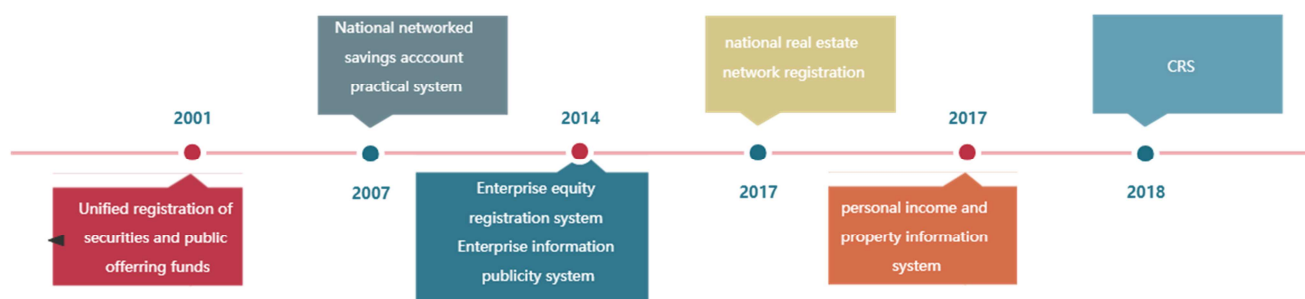 National networked
savings acccount
practical system
national real estate
network registration
CRS
2001
2014
2017
2007
2017
2018
Unified registration of
securities and public
offerring funds
Enterprise equity
registration system
Enterprise information
publicity system
personal income and
property information
system